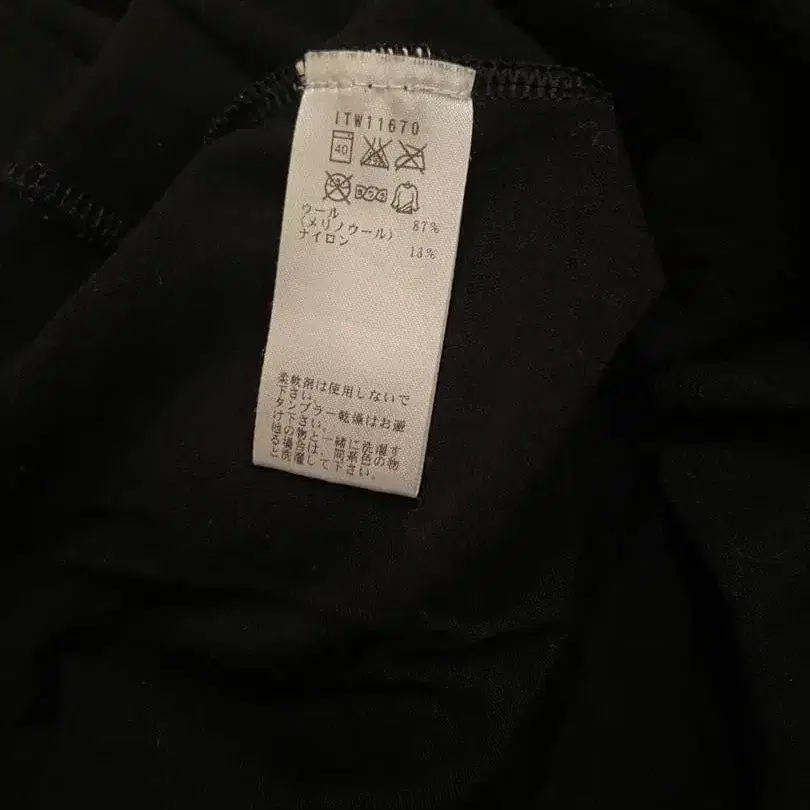 ITW11670
40
ウール 87%
(メリノウール)
ナイロン 13%
柔軟剤は使用しないで
下さい。
タンブラー乾燥はお避
け下さい。
他の物と一緒に洗濯す
る場合は、同系色の物
と洗濯して下さい。